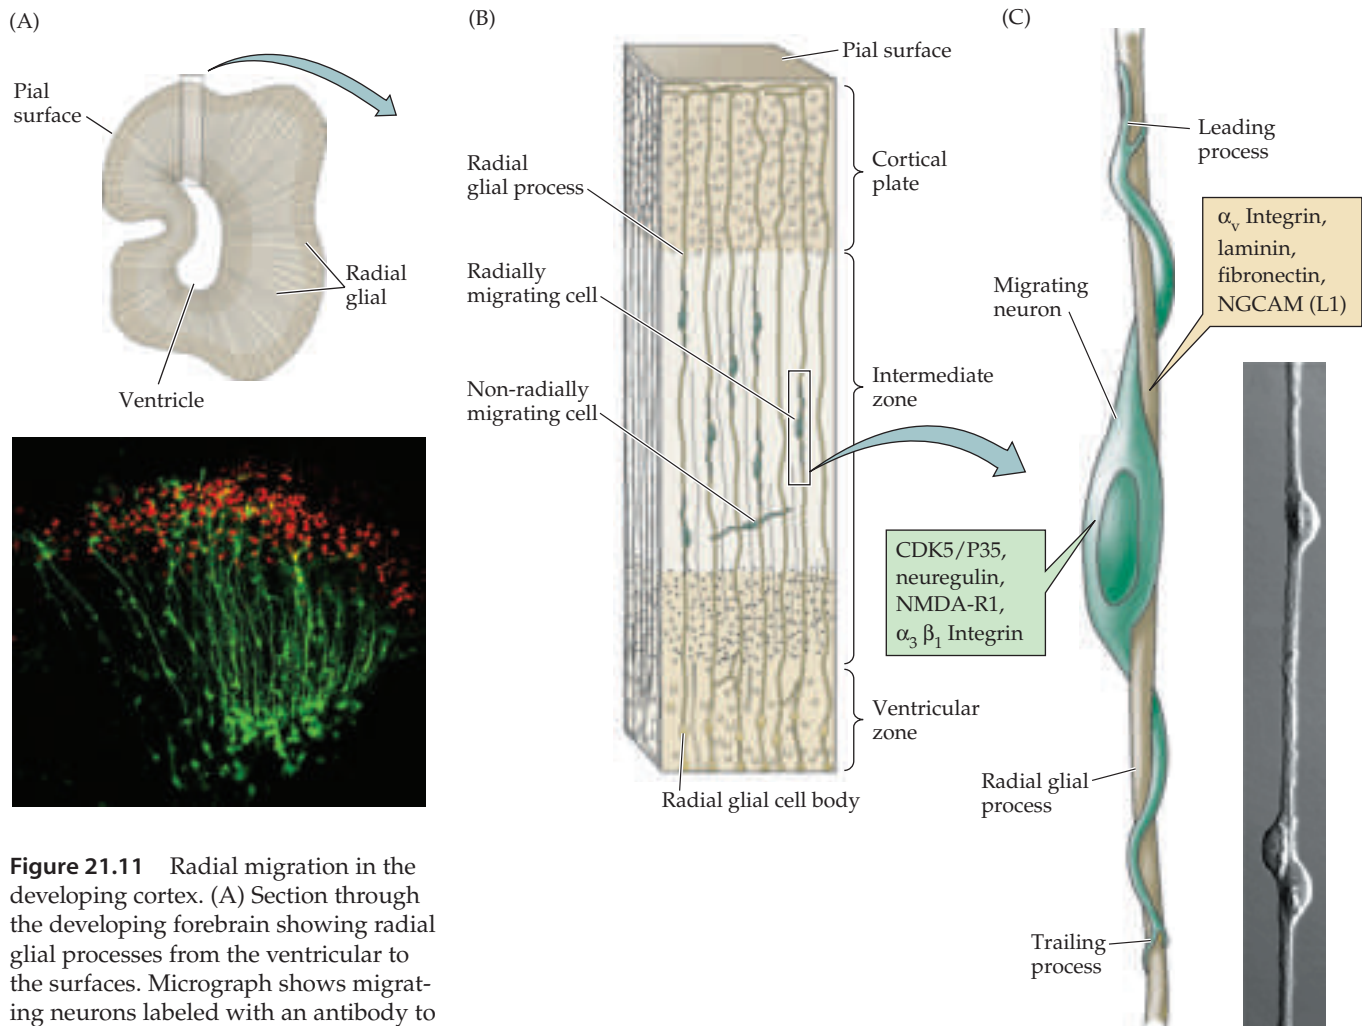 (A)
Pial
surface
Radial
glial
Ventricle
(B)
Pial surface
Radial
glial process
Cortical
plate
Radially
migrating cell
Non-radially
migrating cell
Intermediate
zone
Ventricular
zone
Radial glial cell body
(C)
Leading
process
αv Integrin,
laminin,
fibronectin,
NGCAM (L1)
Migrating
neuron
CDK5/P35,
neuregulin,
NMDA-R1,
α3 β1 Integrin
Radial glial
process
Trailing
process
Figure 21.11 Radial migration in the
developing cortex. (A) Section through
the developing forebrain showing radial
glial processes from the ventricular to
the surfaces. Micrograph shows migrat-
ing neurons labeled with an antibody to